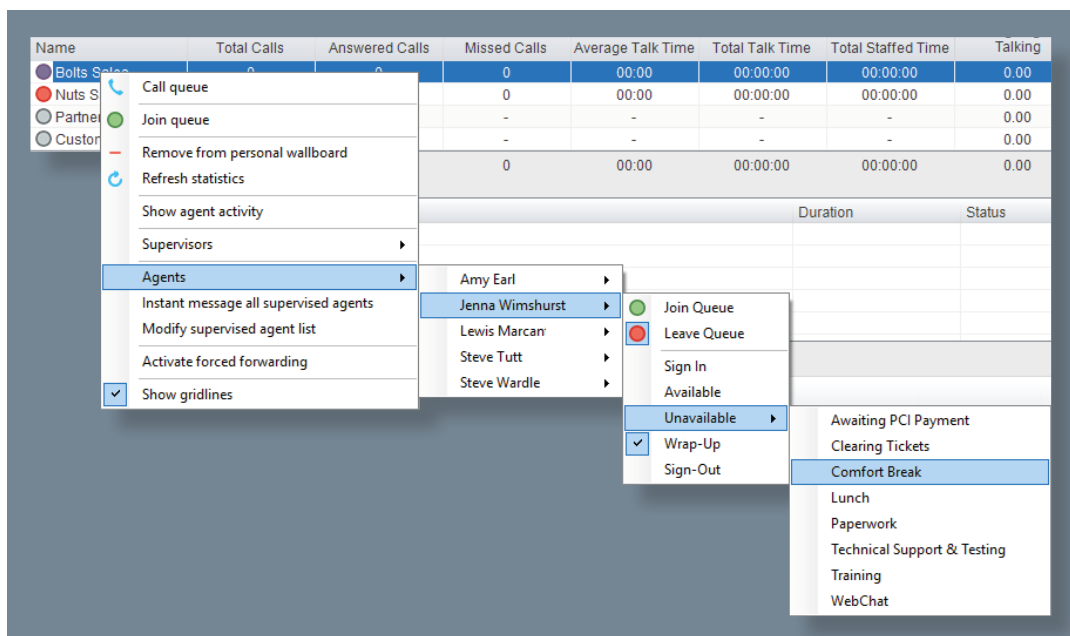 Name Total Calls Answered Calls Missed Calls Average Talk Time Total Talk Time Total Staffed Time Talking
Bolts Sales 0 0 0 00:00 00:00:00 00:00:00 0.00
Nuts S 0 00:00 00:00:00 00:00:00 0.00
Partner - - - - 0.00
Custom - - - - 0.00
0 00:00 00:00:00 00:00:00 0.00
Duration Status
Call queue
Join queue
Remove from personal wallboard
Refresh statistics
Show agent activity
Supervisors
Agents
Instant message all supervised agents
Modify supervised agent list
Activate forced forwarding
Show gridlines
Amy Earl
Jenna Wimshurst
Lewis Marcan
Steve Tutt
Steve Wardle
Join Queue
Leave Queue
Sign In
Available
Unavailable
Wrap-Up
Sign-Out
Awaiting PCI Payment
Clearing Tickets
Comfort Break
Lunch
Paperwork
Technical Support & Testing
Training
WebChat